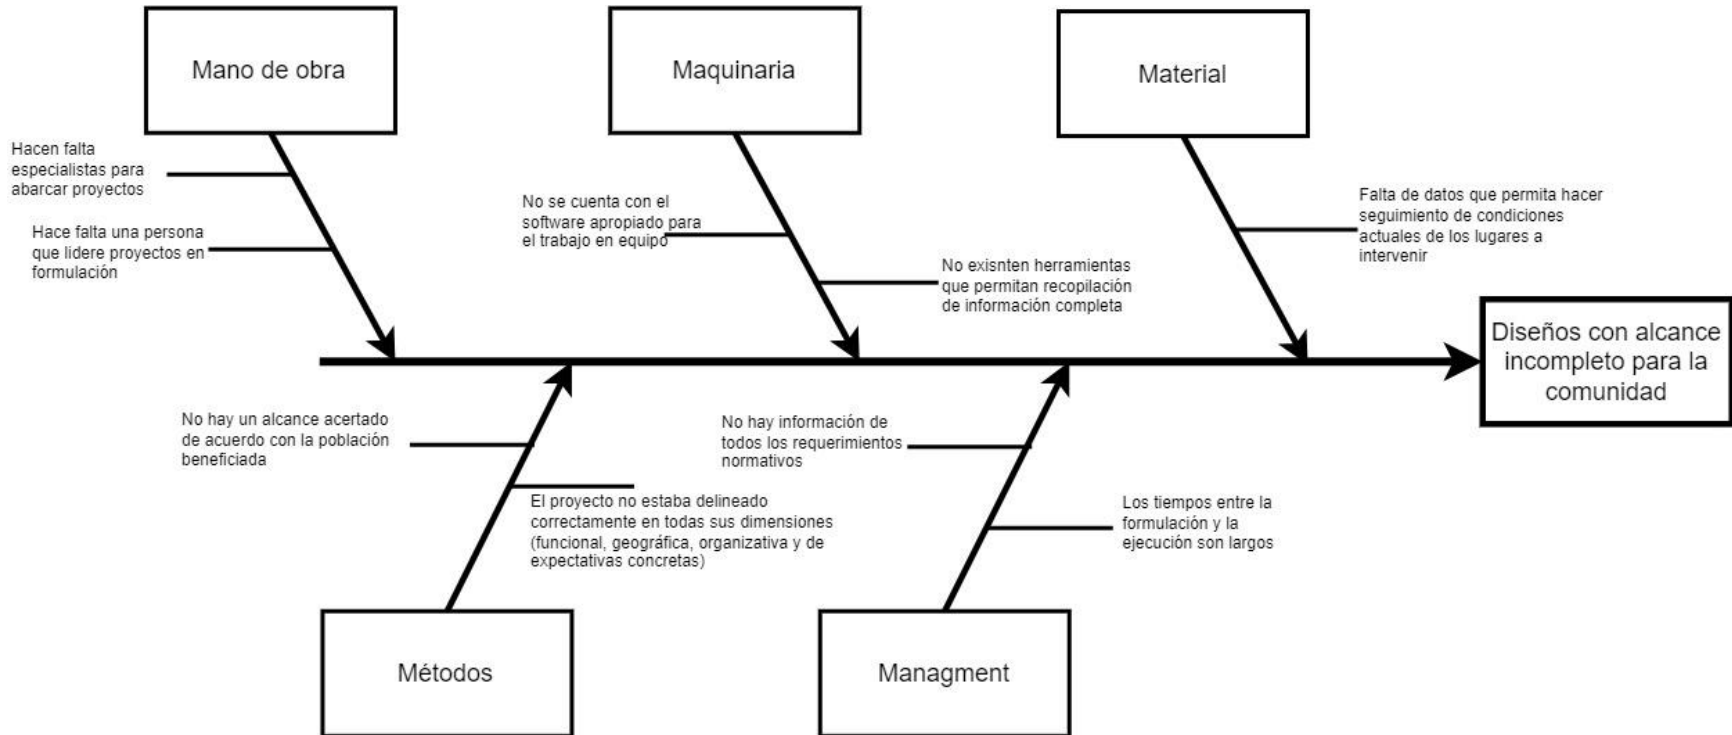 Mano de obra
Maquinaria
Material
Hacen falta
especialistas para
abarcar proyectos
Hace falta una persona
que lidere proyectos en
formulación
No se cuenta con el
software apropiado para
el trabajo en equipo
No exisnten herramientas
que permitan recopilación
de información completa
Falta de datos que permita hacer
seguimiento de condiciones
actuales de los lugares a
intervenir
Diseños con alcance
incompleto para la
comunidad
No hay un alcance acertado
de acuerdo con la población
beneficiada
El proyecto no estaba delineado
correctamente en todas sus dimensiones
(funcional, geográfica, organizativa y de
expectativas concretas)
No hay información de
todos los requerimientos
normativos
Los tiempos entre la
formulación y la
ejecución son largos
Métodos
Managment